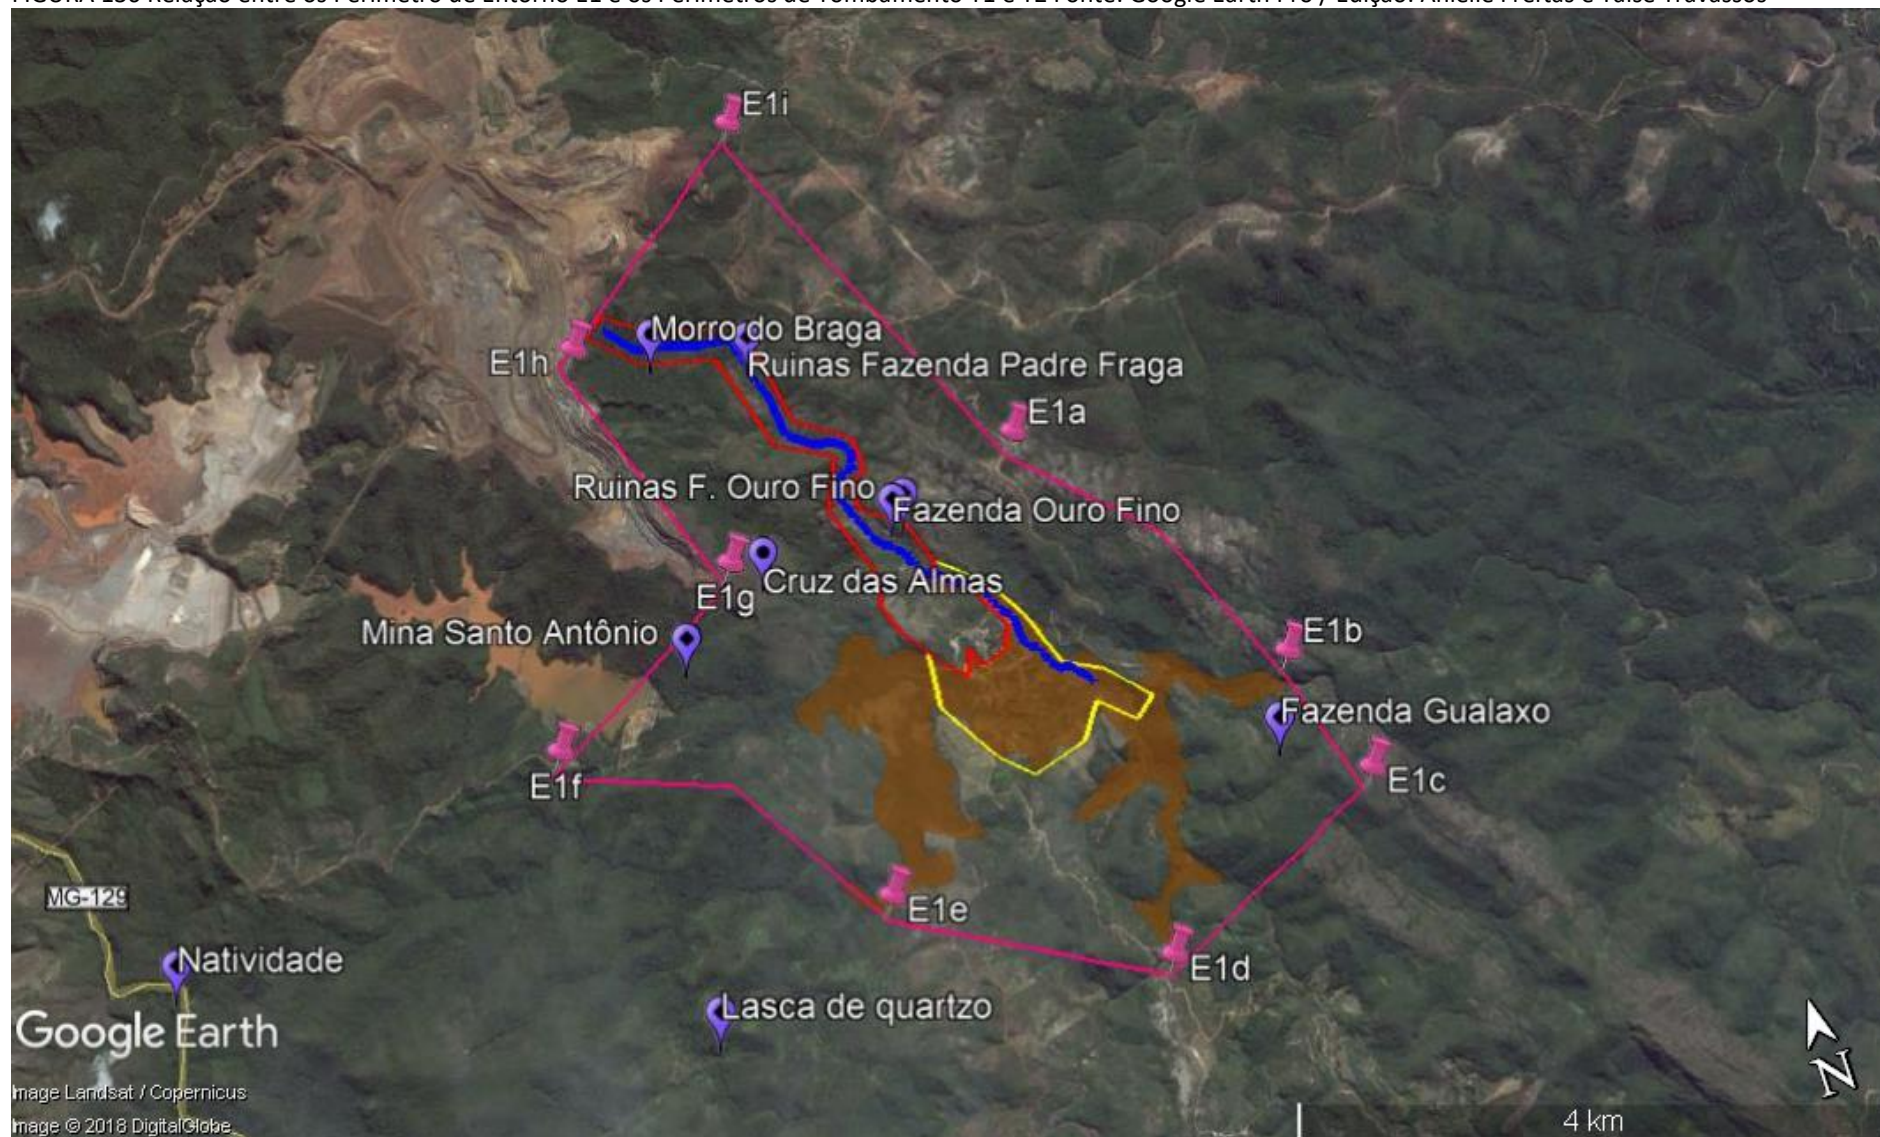 E1i
Morro do Braga
E1h
Ruinas Fazenda Padre Fraga
E1a
Ruinas F. Ouro Fino
Fazenda Ouro Fino
Cruz das Almas
E1g
Mina Santo Antônio
E1b
Fazenda Gualaxo
E1f
E1c
MG-129
E1e
Natividade
E1d
Lasca de quartzo
Google Earth
Image Landsat / Copernicus
Image © 2018 DigitalGlobe
4 km
N